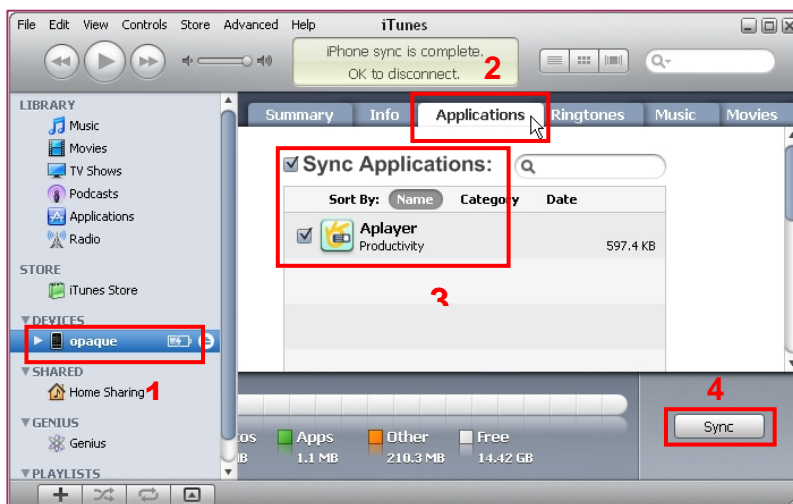 File Edit View Controls Store Advanced Help iTunes
iPhone sync is complete.
OK to disconnect.
2
LIBRARY
Music
Movies
TV Shows
Podcasts
Applications
Radio
STORE
iTunes Store
DEVICES
opaque
SHARED
Home Sharing
1
GENIUS
Genius
PLAYLISTS
Summary Info Applications Ringtones Music Movies
Sync Applications:
Sort By: Name Category Date
Aplayer
Productivity
597.4 KB
3
os Apps Other Free
B 1.1 MB 210.3 MB 14.42 GB
4
Sync